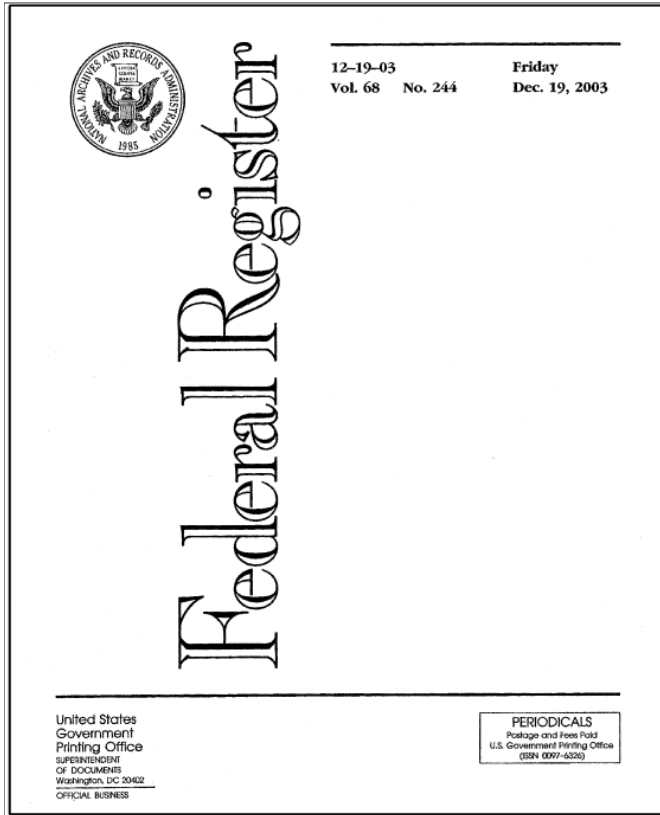 NATIONAL ARCHIVES AND RECORDS ADMINISTRATION
1985
12–19–03 Friday
Vol. 68 No. 244 Dec. 19, 2003
Federal Register
United States
Government
Printing Office
SUPERINTENDENT
OF DOCUMENTS
Washington, DC 20402
OFFICIAL BUSINESS
PERIODICALS
Postage and Fees Paid
U.S. Government Printing Office
(ISSN 0097–6326)